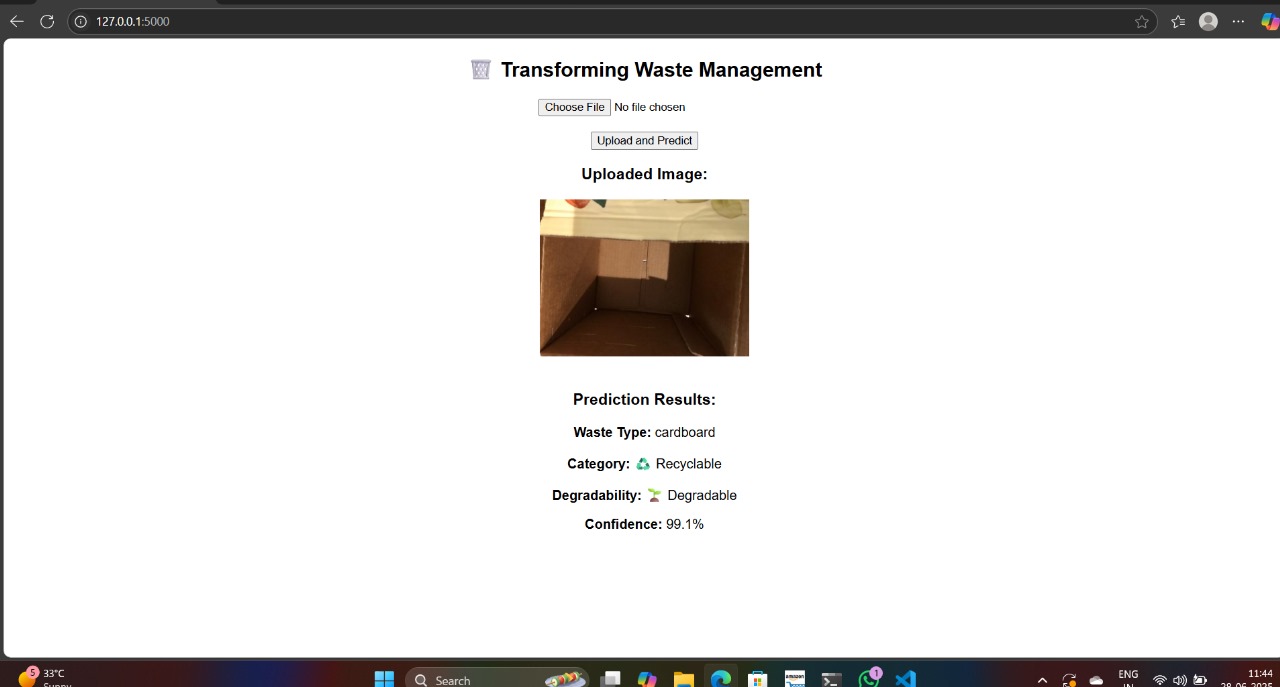 127.0.0.1:5000
Transforming Waste Management
Choose File No file chosen
Upload and Predict
Uploaded Image:
Prediction Results:
Waste Type: cardboard
Category: Recyclable
Degradability: Degradable
Confidence: 99.1%
5
33°C
Sunny
Search
amazon
1
ENG
IN
11:44
28-06-2025